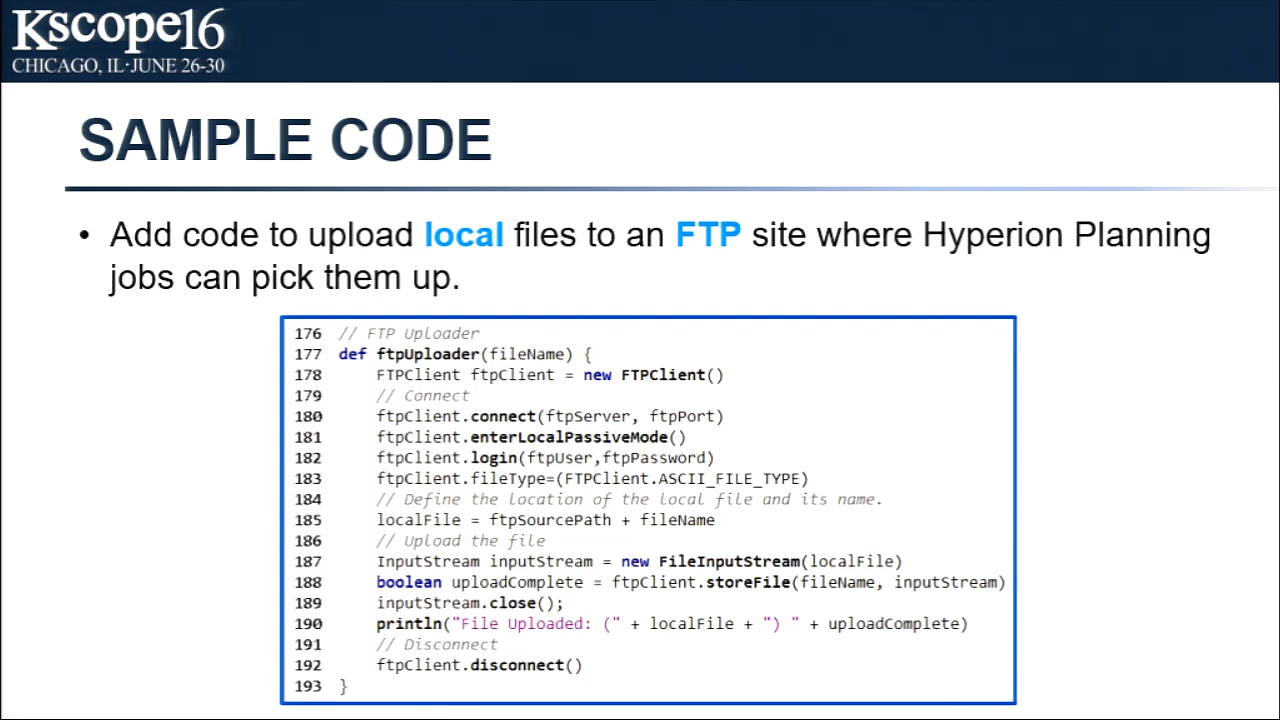 Kscope16
CHICAGO, IL·JUNE 26-30
SAMPLE CODE
• Add code to upload local files to an FTP site where Hyperion Planning
jobs can pick them up.
176 // FTP Uploader
177 def ftpUploader(fileName) {
178     FTPClient ftpClient = new FTPClient()
179     // Connect
180     ftpClient.connect(ftpServer, ftpPort)
181     ftpClient.enterLocalPassiveMode()
182     ftpClient.login(ftpUser,ftpPassword)
183     ftpClient.fileType=(FTPClient.ASCII_FILE_TYPE)
184     // Define the location of the local file and its name.
185     localFile = ftpSourcePath + fileName
186     // Upload the file
187     InputStream inputStream = new FileInputStream(localFile)
188     boolean uploadComplete = ftpClient.storeFile(fileName, inputStream)
189     inputStream.close();
190     println("File Uploaded: (" + localFile + ") " + uploadComplete)
191     // Disconnect
192     ftpClient.disconnect()
193 }